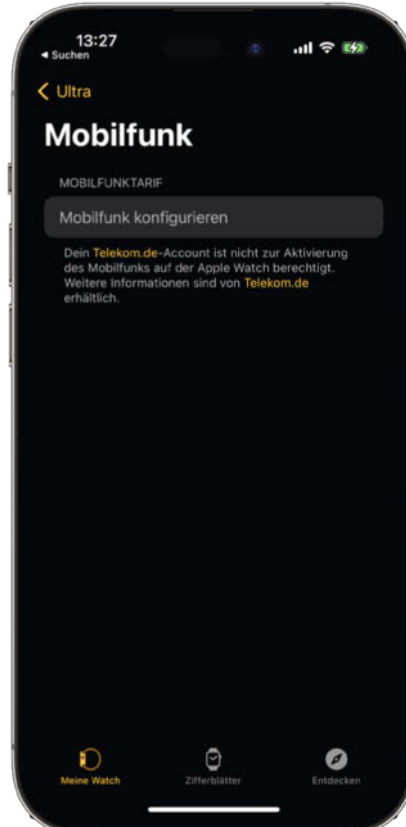 13:27
◀ Suchen
Ultra
Mobilfunk
MOBILFUNKTARIF
Mobilfunk konfigurieren
Dein Telekom.de-Account ist nicht zur Aktivierung
des Mobilfunks auf der Apple Watch berechtigt.
Weitere Informationen sind von Telekom.de
erhältlich.
Meine Watch
Zifferblätter
Entdecken